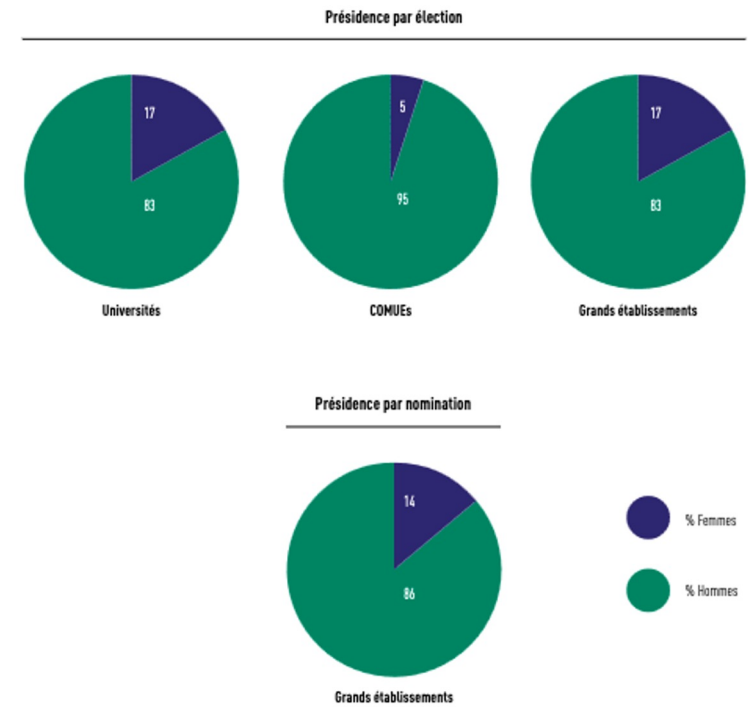 Présidence par élection
17
83
5
95
17
83
Universités
COMUEs
Grands établissements
Présidence par nomination
14
86
% Femmes
% Hommes
Grands établissements